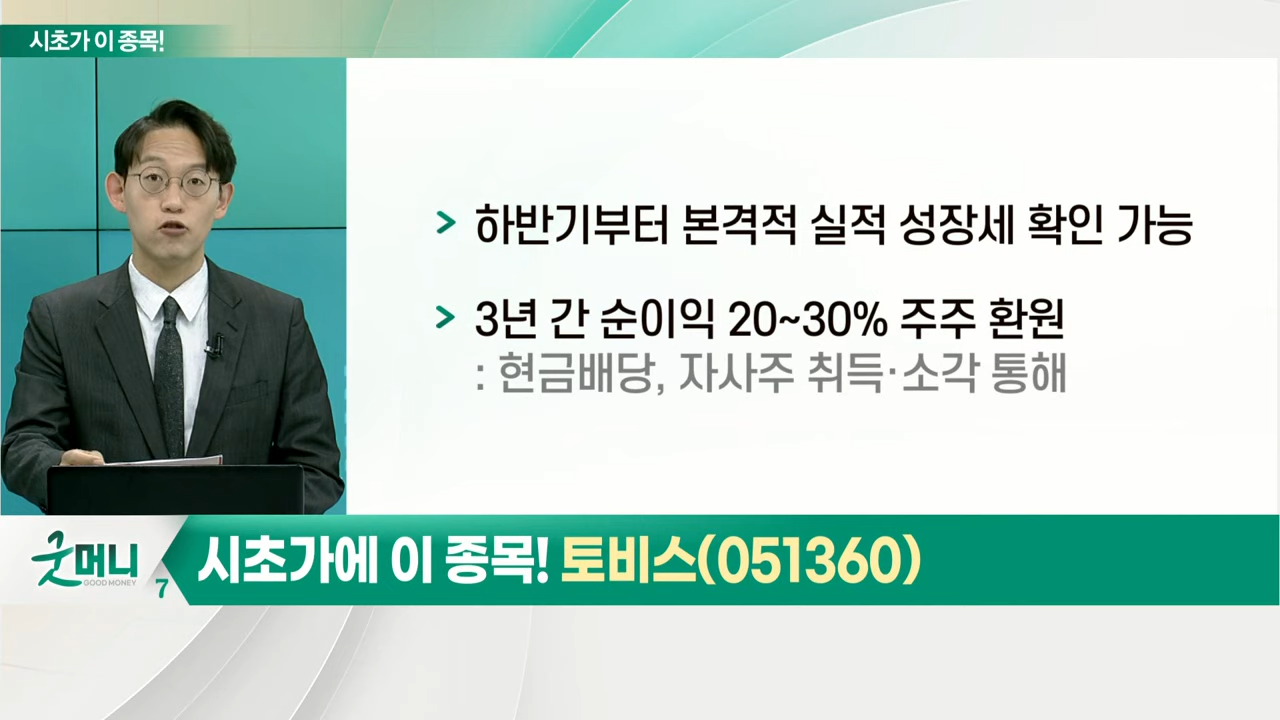 시초가 이 종목!
> 하반기부터 본격적 실적 성장세 확인 가능
> 3년 간 순이익 20~30% 주주 환원
: 현금배당, 자사주 취득·소각 통해
굿머니
GOOD MONEY
7
시초가에 이 종목! 토비스(051360)